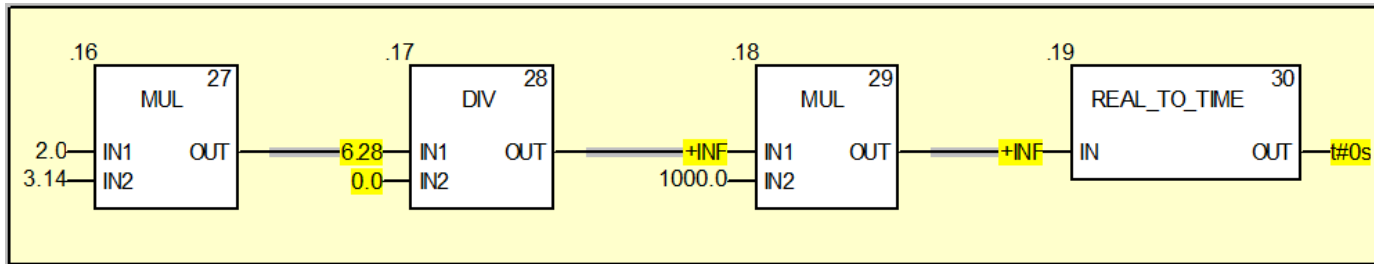 .16 .17 .18 .19
27 28 29 30
MUL DIV MUL REAL_TO_TIME
2.0 IN1 OUT 6.28 IN1 OUT +INF IN1 OUT +INF IN OUT t#0s
3.14 IN2 0.0 IN2 1000.0 IN2